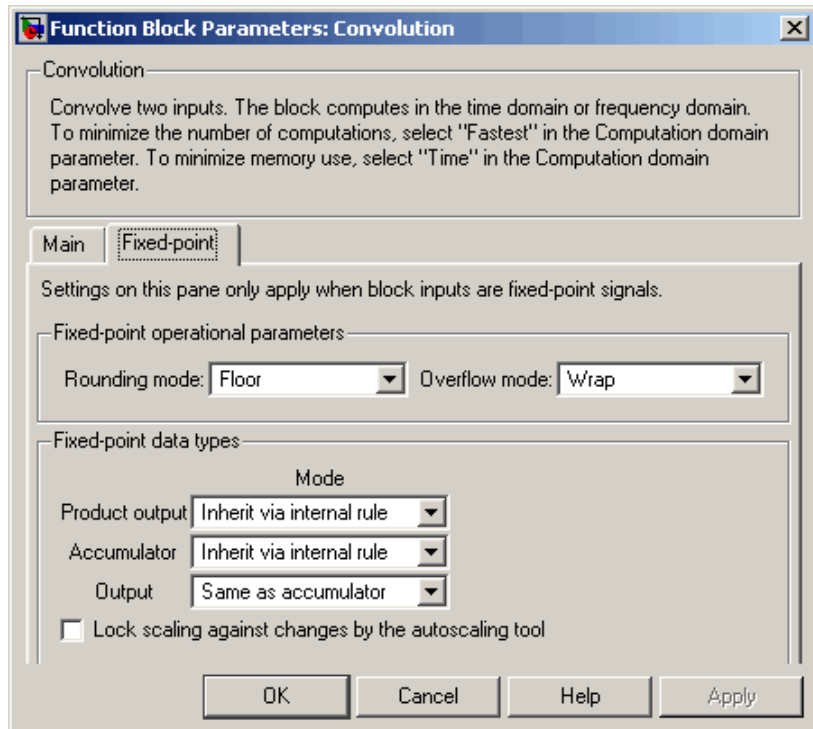 Function Block Parameters: Convolution
Convolution
Convolve two inputs. The block computes in the time domain or frequency domain.
To minimize the number of computations, select "Fastest" in the Computation domain
parameter. To minimize memory use, select "Time" in the Computation domain
parameter.
Main Fixed-point
Settings on this pane only apply when block inputs are fixed-point signals.
Fixed-point operational parameters
Rounding mode: Floor Overflow mode: Wrap
Fixed-point data types
Mode
Product output Inherit via internal rule
Accumulator Inherit via internal rule
Output Same as accumulator
Lock scaling against changes by the autoscaling tool
OK Cancel Help Apply